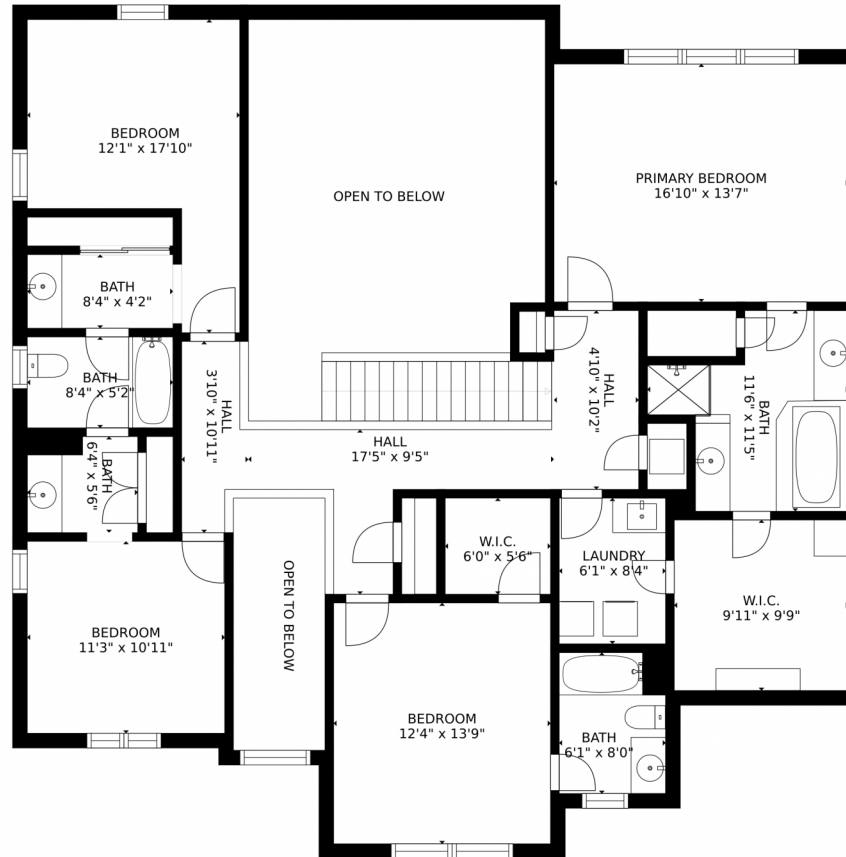 BEDROOM
12'1" x 17'10"
OPEN TO BELOW
PRIMARY BEDROOM
16'10" x 13'7"
BATH
8'4" x 4'2"
BATH
8'4" x 5'2"
HALL
3'10" x 10'11"
HALL
4'10" x 10'2"
BATH
11'6" x 11'5"
HALL
17'5" x 9'5"
BATH
6'4" x 5'6"
W.I.C.
6'0" x 5'6"
LAUNDRY
6'1" x 8'4"
OPEN TO BELOW
W.I.C.
9'11" x 9'9"
BEDROOM
11'3" x 10'11"
BEDROOM
12'4" x 13'9"
BATH
6'1" x 8'0"